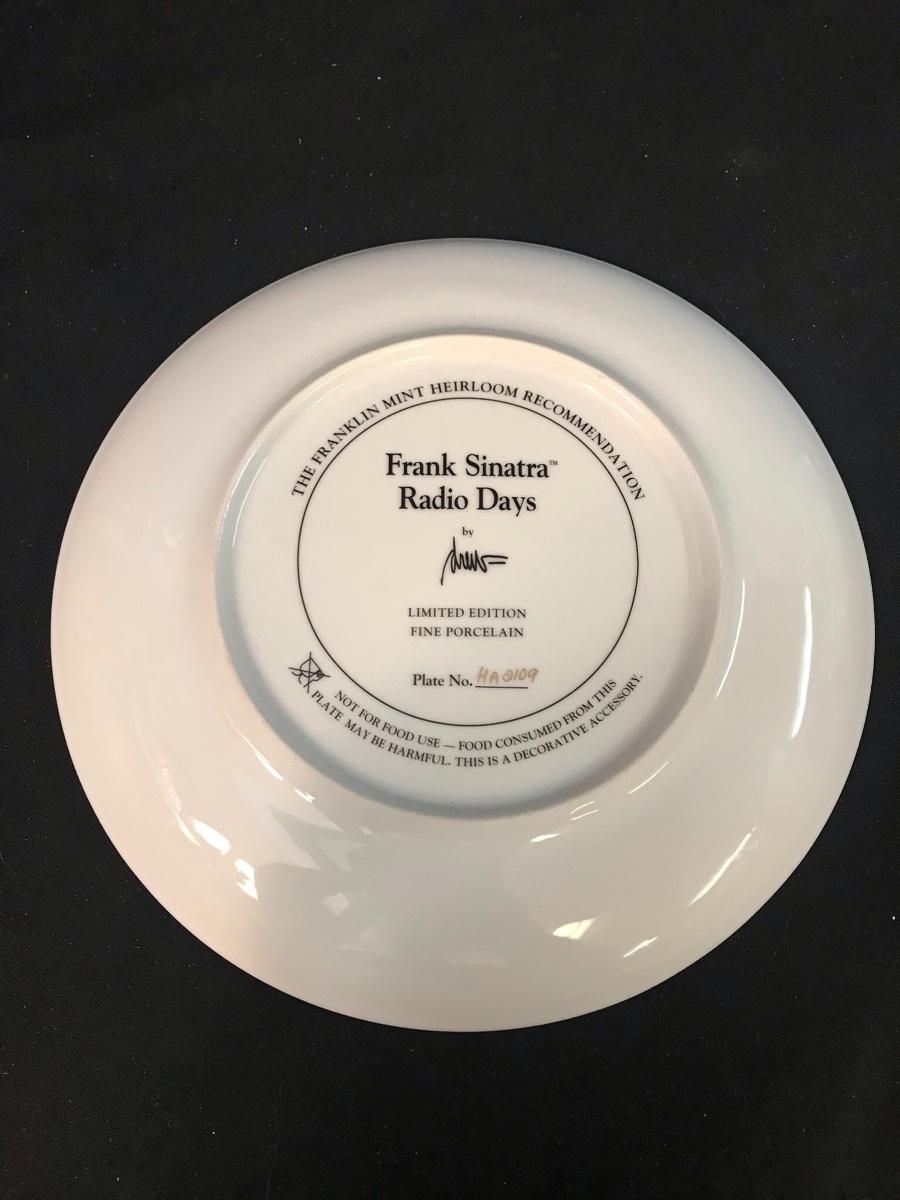 THE FRANKLIN MINT HEIRLOOM RECOMMENDATION
Frank Sinatra™
Radio Days
by
LIMITED EDITION
FINE PORCELAIN
Plate No. HA2109
NOT FOR FOOD USE — FOOD CONSUMED FROM THIS
PLATE MAY BE HARMFUL. THIS IS A DECORATIVE ACCESSORY.